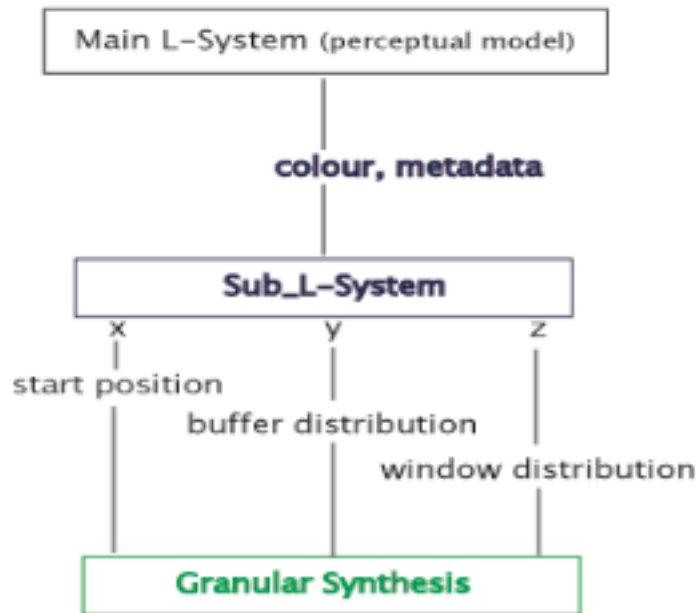 Main L-System (perceptual model)
colour, metadata
Sub_L-System
x y z
start position
buffer distribution
window distribution
Granular Synthesis